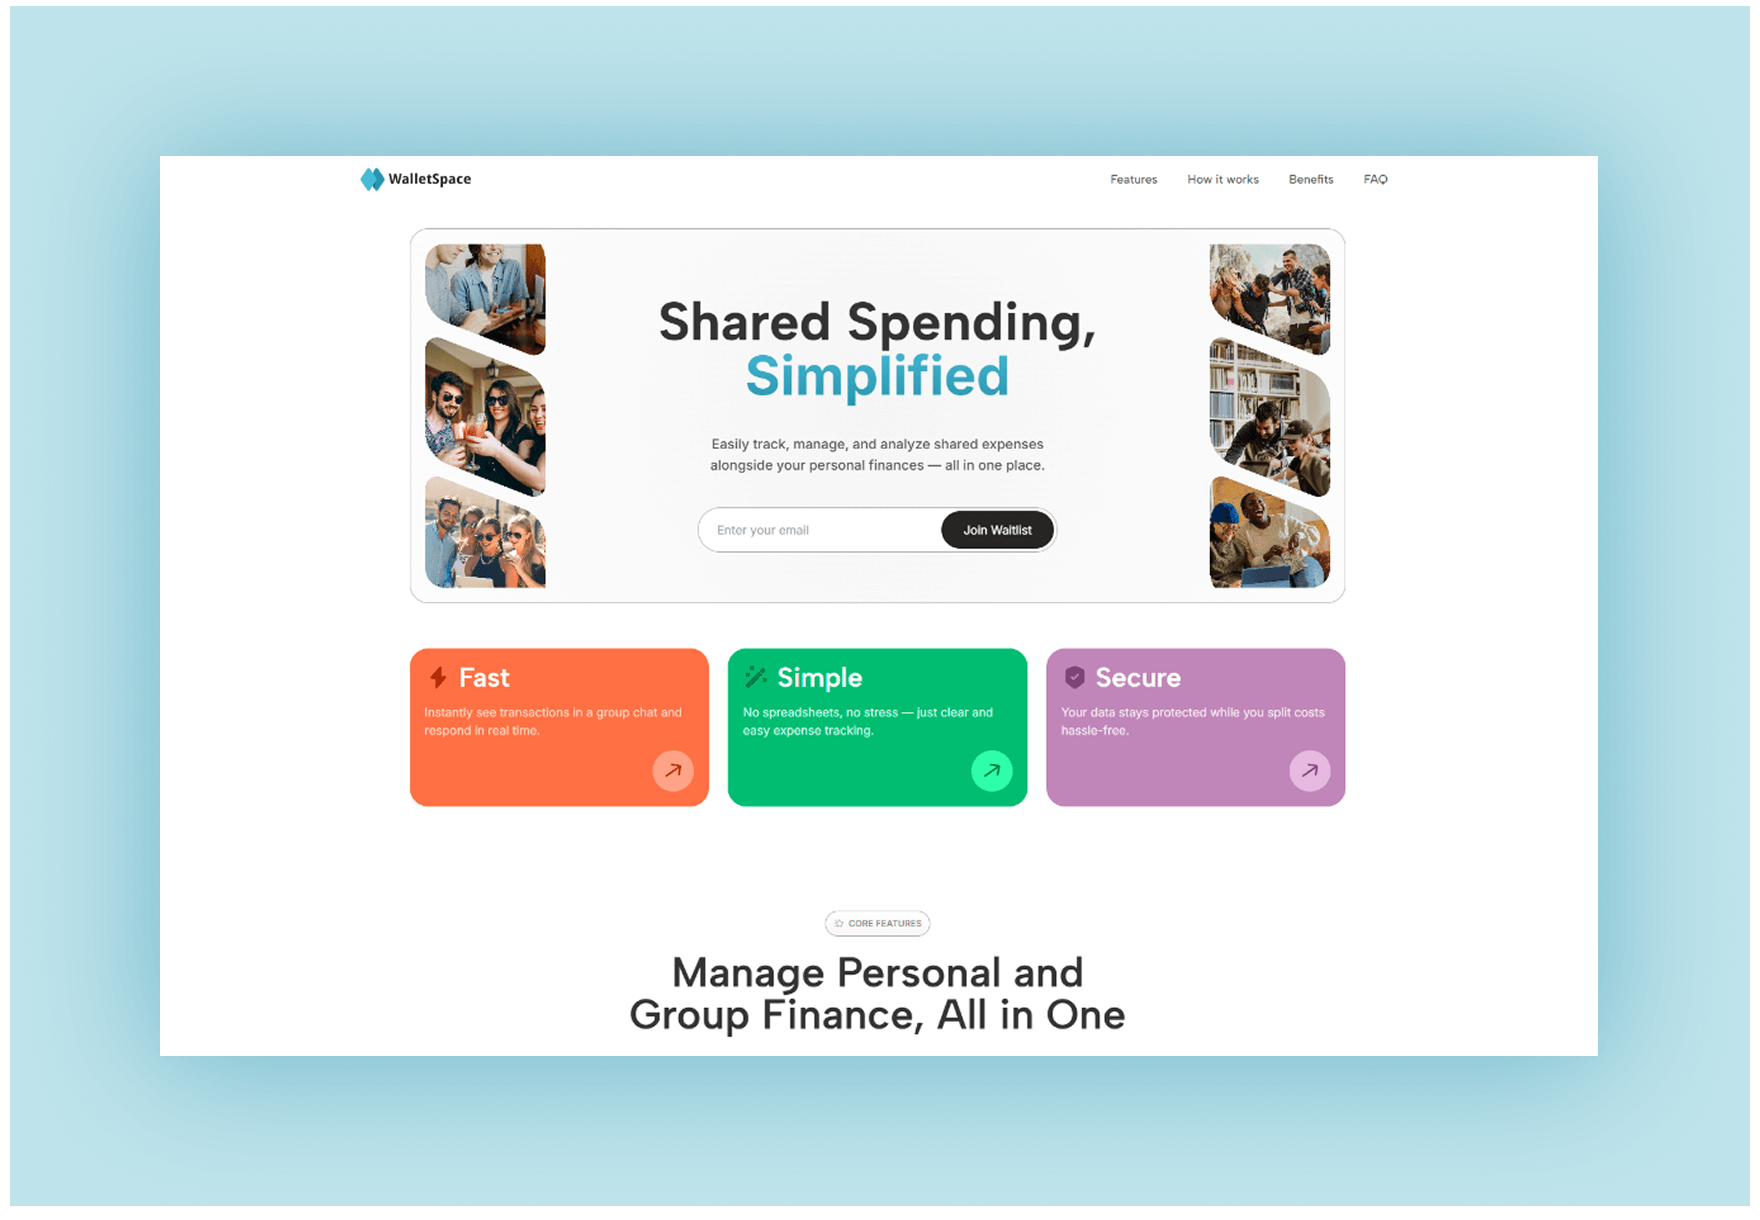 WalletSpace
Features
How it works
Benefits
FAQ
Shared Spending,
Simplified
Easily track, manage, and analyze shared expenses
alongside your personal finances — all in one place.
Enter your email
Join Waitlist
Fast
Instantly see transactions in a group chat and
respond in real time.
Simple
No spreadsheets, no stress — just clear and
easy expense tracking.
Secure
Your data stays protected while you split costs
hassle-free.
CORE FEATURES
Manage Personal and
Group Finance, All in One